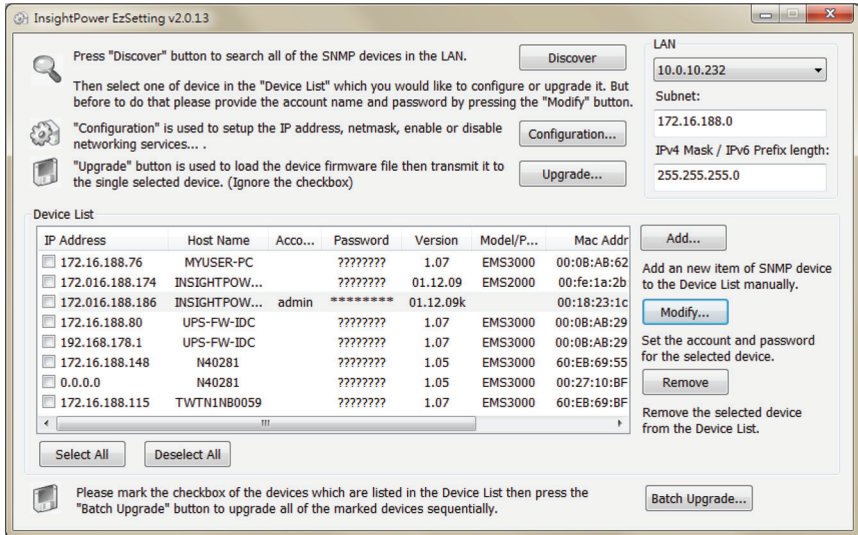 InsightPower EzSetting v2.0.13
Press "Discover" button to search all of the SNMP devices in the LAN.
Discover
Then select one of device in the "Device List" which you would like to configure or upgrade it. But
before to do that please provide the account name and password by pressing the "Modify" button.
"Configuration" is used to setup the IP address, netmask, enable or disable
networking services... .
Configuration...
"Upgrade" button is used to load the device firmware file then transmit it to
the single selected device. (Ignore the checkbox)
Upgrade...
LAN
10.0.10.232
Subnet:
172.16.188.0
IPv4 Mask / IPv6 Prefix length:
255.255.255.0
Device List
IP Address Host Name Acco... Password Version Model/P... Mac Addr
172.16.188.76 MYUSER-PC ???????? 1.07 EMS3000 00:0B:AB:62
172.016.188.174 INSIGHTPOW... ???????? 01.12.09 EMS2000 00:fe:1a:2b
172.016.188.186 INSIGHTPOW... admin ******** 01.12.09k 00:18:23:1c
172.16.188.80 UPS-FW-IDC ???????? 1.07 EMS3000 00:0B:AB:29
192.168.178.1 UPS-FW-IDC ???????? 1.07 EMS3000 00:0B:AB:29
172.16.188.148 N40281 ???????? 1.05 EMS3000 60:EB:69:55
0.0.0.0 N40281 ???????? 1.05 EMS3000 00:27:10:BF
172.16.188.115 TWTN1NB0059 ???????? 1.07 EMS3000 60:EB:69:BF
Add...
Add an new item of SNMP device
to the Device List manually.
Modify...
Set the account and password
for the selected device.
Remove
Remove the selected device
from the Device List.
Select All
Deselect All
Please mark the checkbox of the devices which are listed in the Device List then press the
"Batch Upgrade" button to upgrade all of the marked devices sequentially.
Batch Upgrade...